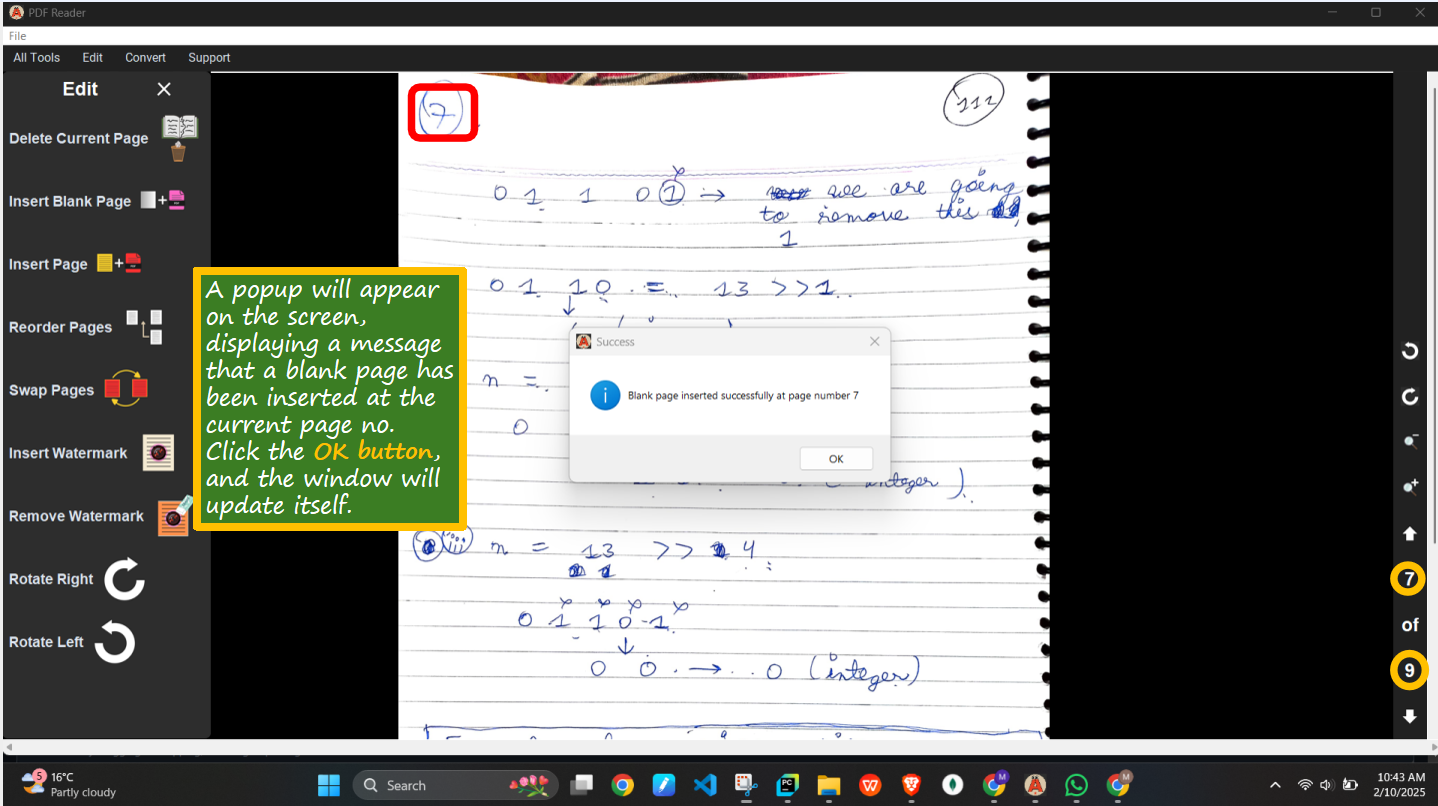 PDF Reader
File
All Tools Edit Convert Support
Edit
Delete Current Page
Insert Blank Page
Insert Page
Reorder Pages
Swap Pages
Insert Watermark
Remove Watermark
Rotate Right
Rotate Left
A popup will appear
on the screen,
displaying a message
that a blank page has
been inserted at the
current page no.
Click the OK button,
and the window will
update itself.
7
111
0 1 1 0 1 → we are going
to remove this
1
0 1 1 0 = 13 >> 1
n =
0
integer )
Success
Blank page inserted successfully at page number 7
OK
n = 13 >> 4
0 1 1 0 1
0 0 → 0 (integer)
7
of
9
5
16°C
Partly cloudy
Search
10:43 AM
2/10/2025